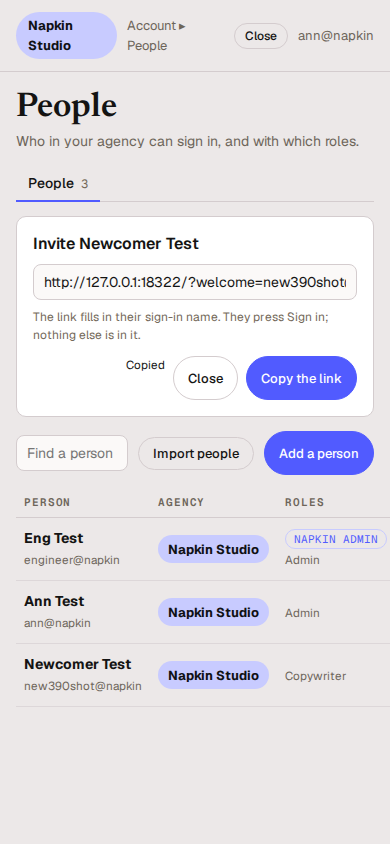 Napkin Studio
Account ▸ People
Close
ann@napkin
People
Who in your agency can sign in, and with which roles.
People 3
Invite Newcomer Test
http://127.0.0.1:18322/?welcome=new390shot
The link fills in their sign-in name. They press Sign in;
nothing else is in it.
Copied
Close
Copy the link
Find a person
Import people
Add a person
PERSON AGENCY ROLES
Eng Test
engineer@napkin
Napkin Studio
NAPKIN ADMIN
Admin
Ann Test
ann@napkin
Napkin Studio
Admin
Newcomer Test
new390shot@napkin
Napkin Studio
Copywriter